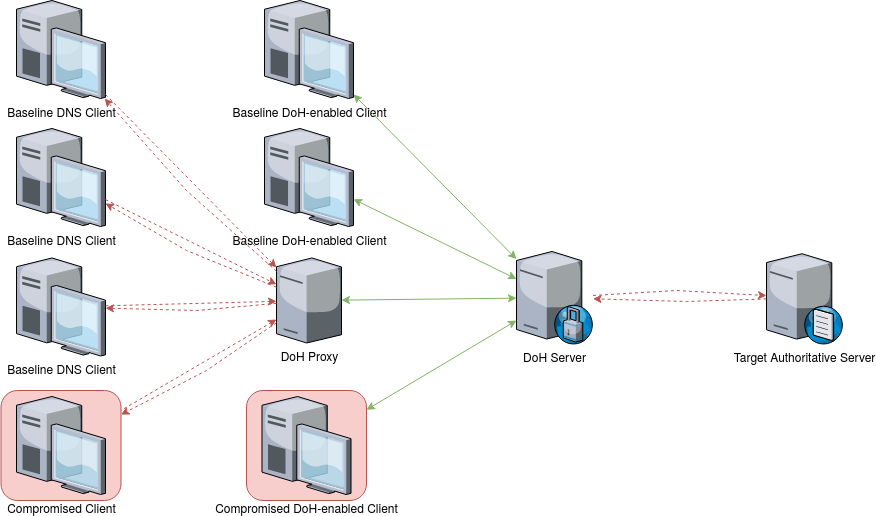 Baseline DNS Client
Baseline DoH-enabled Client
Baseline DNS Client
Baseline DoH-enabled Client
Baseline DNS Client
DoH Proxy
DoH Server
Target Authoritative Server
Compromised Client
Compromised DoH-enabled Client